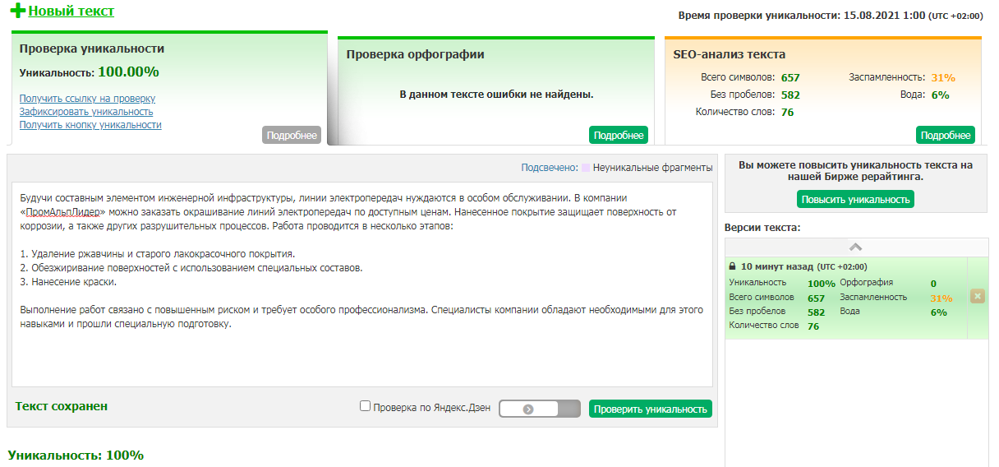 Новый текст
Время проверки уникальности: 15.08.2021 1:00 (UTC +02:00)
Проверка уникальности
Уникальность: 100.00%
Получить ссылку на проверку
Зафиксировать уникальность
Получить кнопку уникальности
Подробнее
Проверка орфографии
В данном тексте ошибки не найдены.
Подробнее
SEO-анализ текста
Всего символов: 657
Заспамленность: 31%
Без пробелов: 582
Вода: 6%
Количество слов: 76
Подробнее
Подсвечено: Неуникальные фрагменты
Будучи составным элементом инженерной инфраструктуры, линии электропередач нуждаются в особом обслуживании. В компании
«ПромАльпЛидер» можно заказать окрашивание линий электропередач по доступным ценам. Нанесенное покрытие защищает поверхность от
коррозии, а также других разрушительных процессов. Работа проводится в несколько этапов:
1. Удаление ржавчины и старого лакокрасочного покрытия.
2. Обезжиривание поверхностей с использованием специальных составов.
3. Нанесение краски.
Выполнение работ связано с повышенным риском и требует особого профессионализма. Специалисты компании обладают необходимыми для этого
навыками и прошли специальную подготовку.
Текст сохранен
Проверка по Яндекс.Дзен
Проверить уникальность
Уникальность: 100%
Вы можете повысить уникальность текста на
нашей Бирже рерайтинга.
Повысить уникальность
Версии текста:
10 минут назад (UTC +02:00)
Уникальность 100% Орфография 0
Всего символов 657 Заспамленность 31%
Без пробелов 582 Вода 6%
Количество слов 76